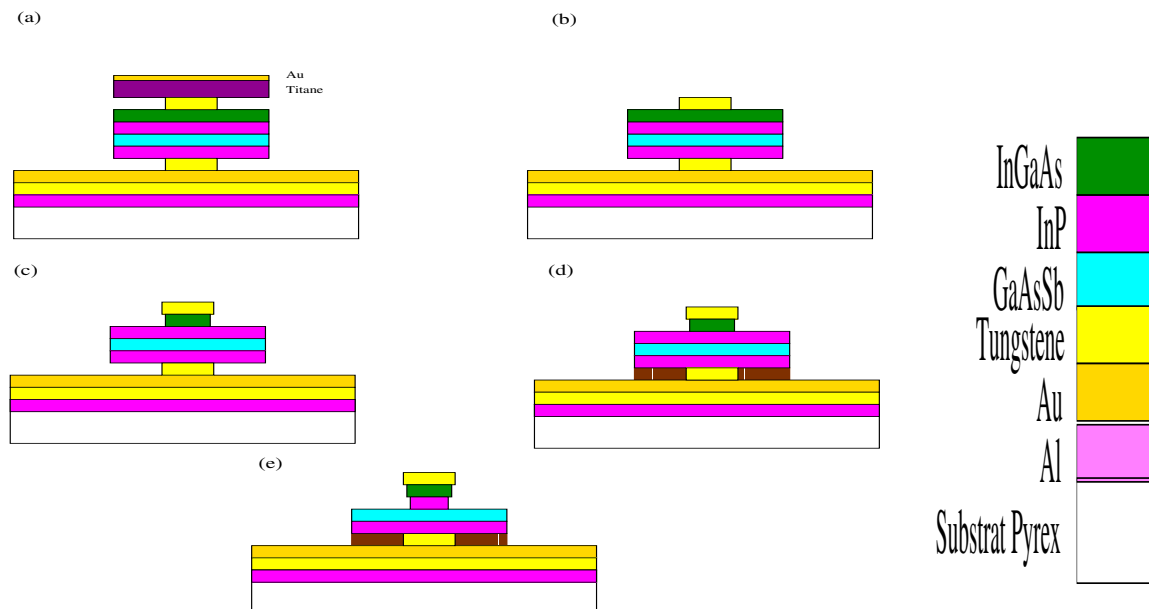 (a)
(b)
Au
Titane
(c)
(d)
(e)
InGaAs
InP
GaAsSb
Tungstene
Au
Al
Substrat Pyrex